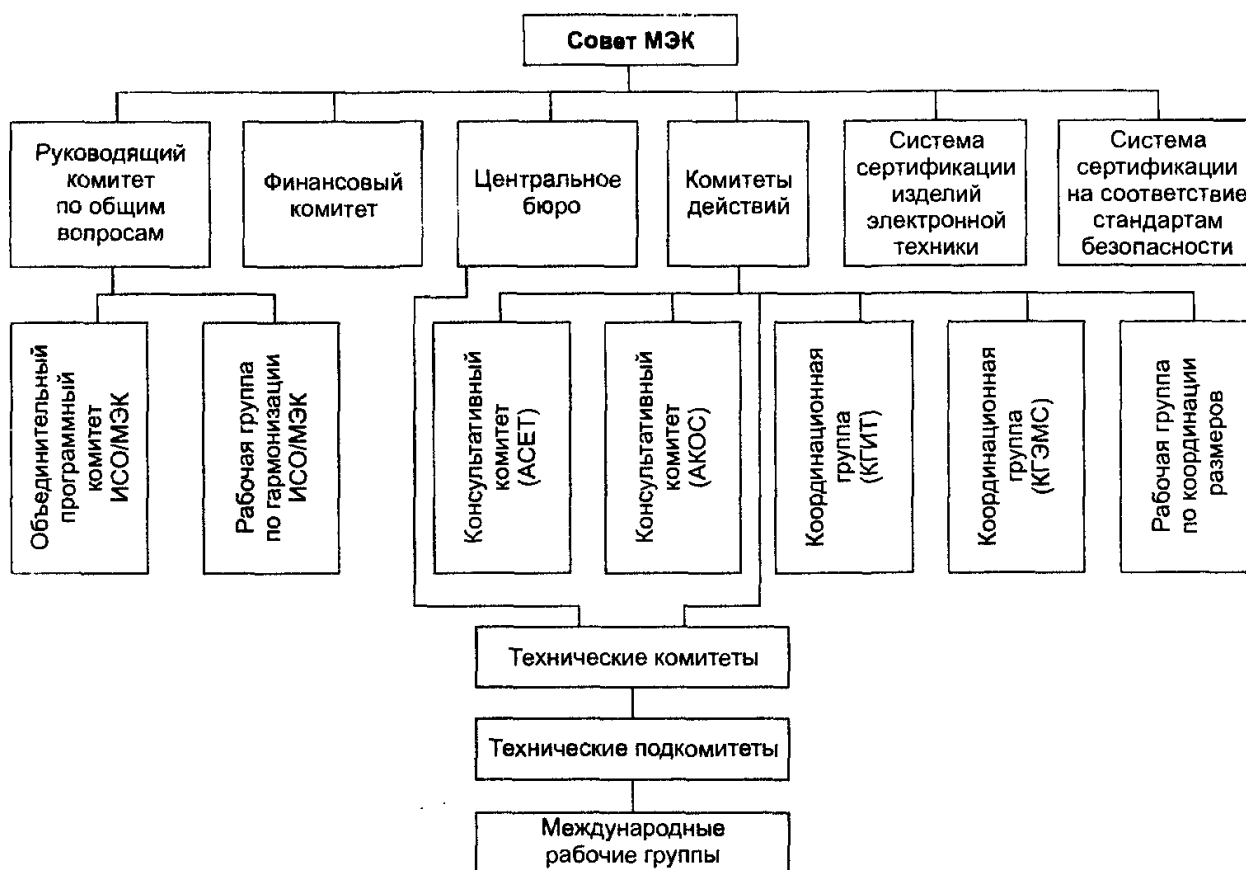 Совет МЭК
Руководящий
комитет
по общим
вопросам
Финансовый
комитет
Центральное
бюро
Комитеты
действий
Система
сертификации
изделий
электронной
техники
Система
сертификации
на соответствие
стандартам
безопасности
Объединительный
программный
комитет
ИСО/МЭК
Рабочая группа
по гармонизации
ИСО/МЭК
Консультативный
комитет
(АСЕТ)
Консультативный
комитет
(АКОС)
Координационная
группа
(КГИТ)
Координационная
группа
(КГЭМС)
Рабочая группа
по координации
размеров
Технические комитеты
Технические подкомитеты
Международные
рабочие группы